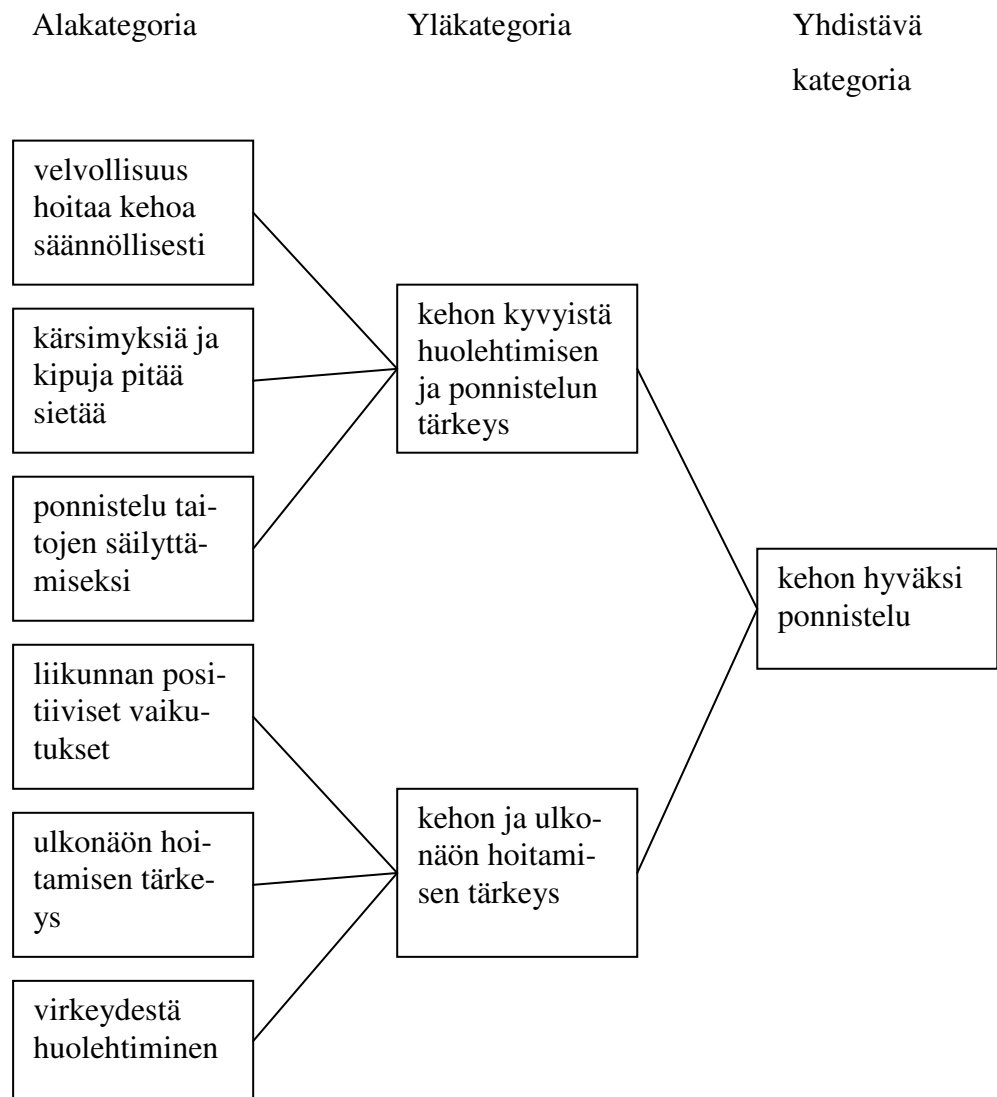 Alakategoria Yläkategoria Yhdistävä
kategoria
velvollisuus
hoitaa kehoa
säännöllisesti
kärsimyksiä ja
kipuja pitää
sietää
ponnistelu tai-
tojen säilyttä-
miseksi
liikunnan posi-
tiiviset vaiku-
tukset
ulkonäön hoi-
tamisen tärke-
ys
virkeydestä
huolehtiminen
kehon kyvyistä
huolehtimisen
ja ponnistelun
tärkeys
kehon ja ulko-
näön hoitami-
sen tärkeys
kehon hyväksi
ponnistelu